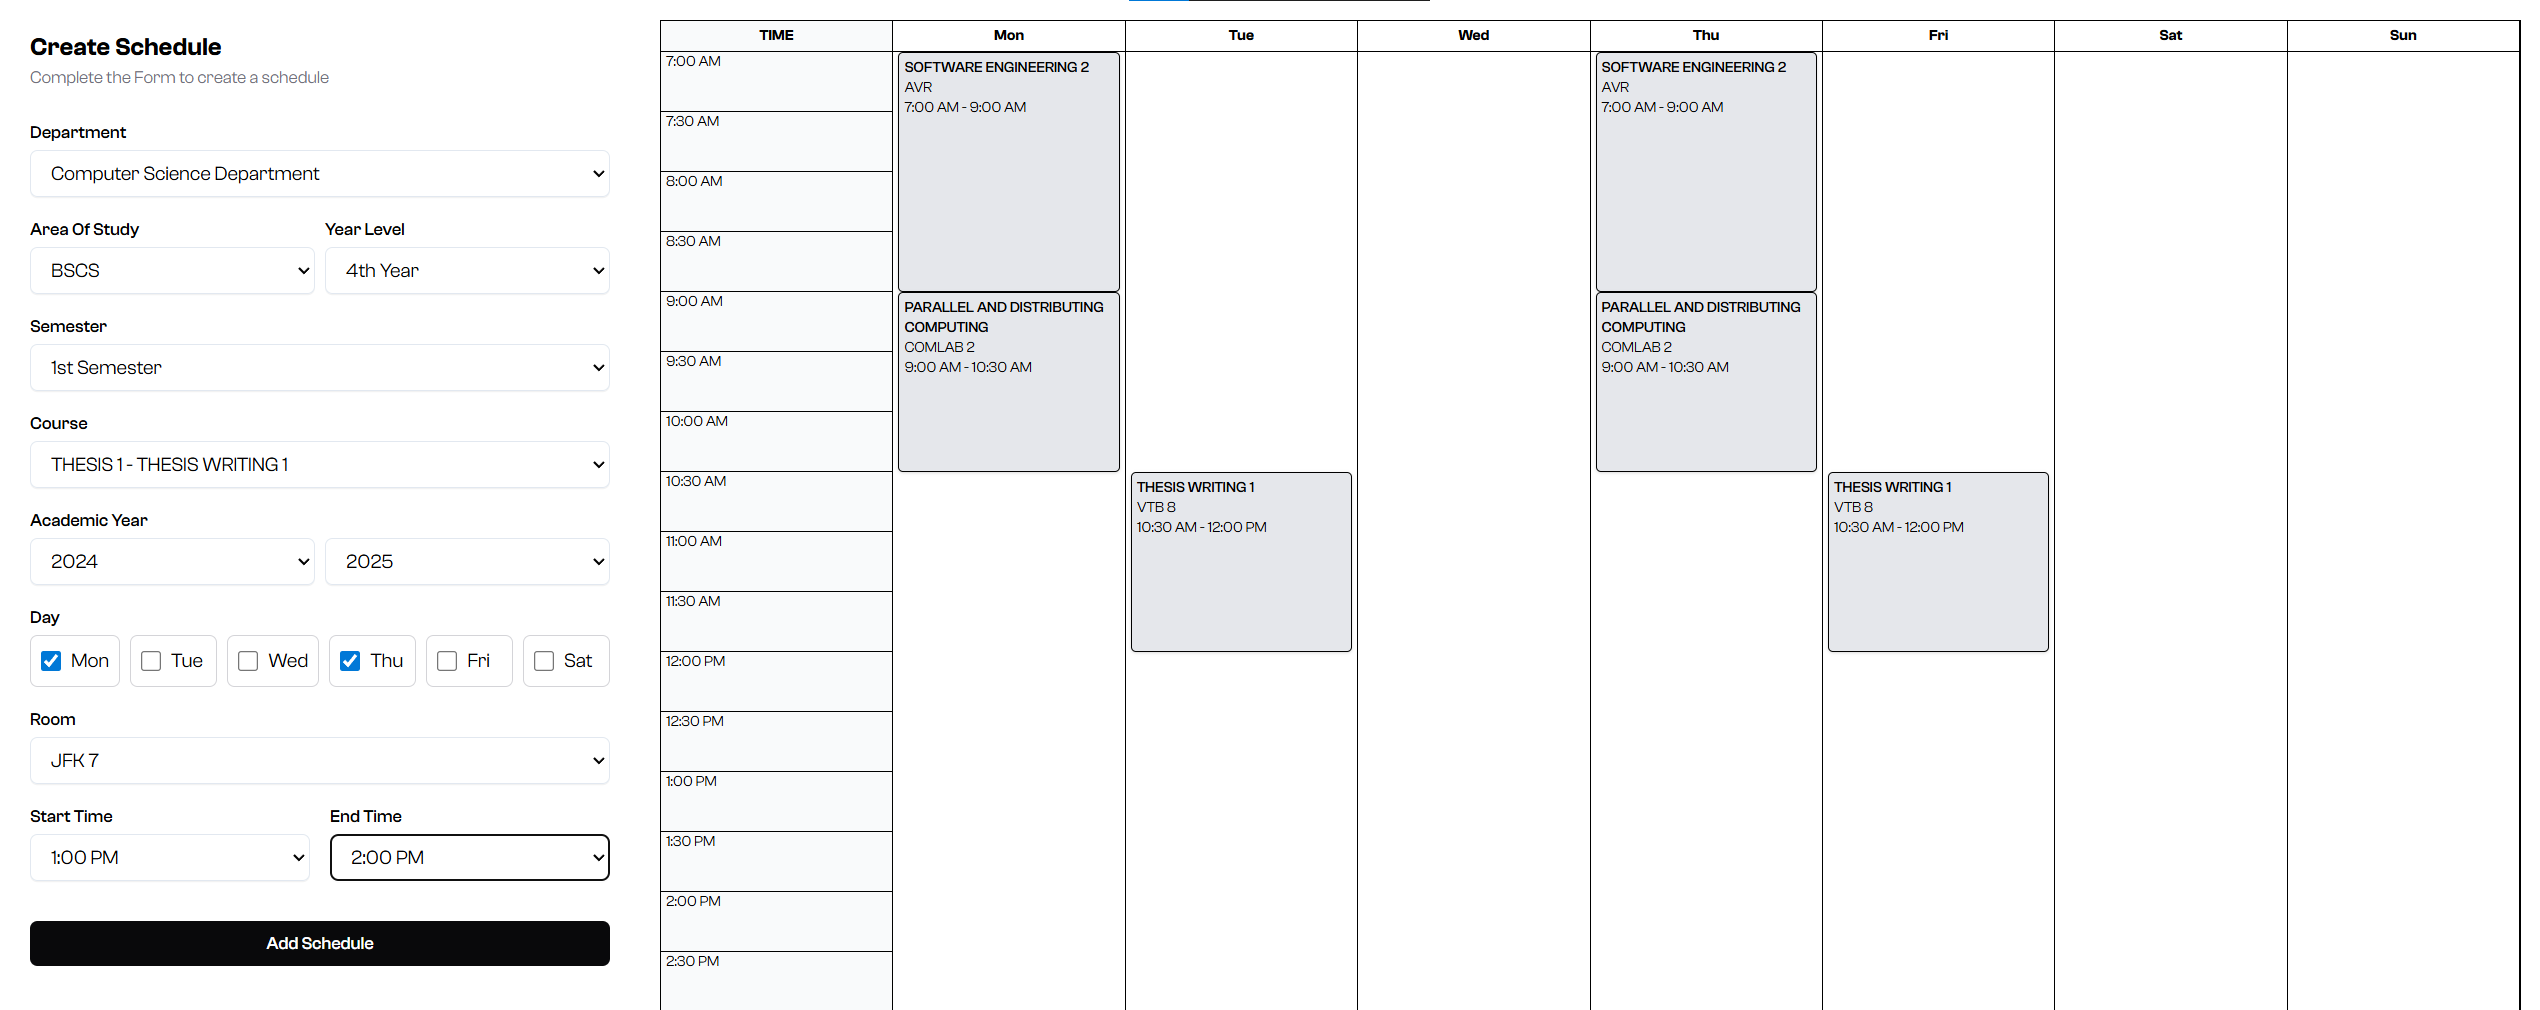 Create Schedule
Complete the Form to create a schedule
Department
Computer Science Department
Area Of Study
Year Level
BSCS
4th Year
Semester
1st Semester
Course
THESIS 1 - THESIS WRITING 1
Academic Year
2024
2025
Day
Mon
Tue
Wed
Thu
Fri
Sat
Room
JFK 7
Start Time
End Time
1:00 PM
2:00 PM
Add Schedule
TIME
Mon
Tue
Wed
Thu
Fri
Sat
Sun
7:00 AM
7:30 AM
8:00 AM
8:30 AM
9:00 AM
9:30 AM
10:00 AM
10:30 AM
11:00 AM
11:30 AM
12:00 PM
12:30 PM
1:00 PM
1:30 PM
2:00 PM
2:30 PM
SOFTWARE ENGINEERING 2
AVR
7:00 AM - 9:00 AM
PARALLEL AND DISTRIBUTING
COMPUTING
COMLAB 2
9:00 AM - 10:30 AM
THESIS WRITING 1
VTB 8
10:30 AM - 12:00 PM
SOFTWARE ENGINEERING 2
AVR
7:00 AM - 9:00 AM
PARALLEL AND DISTRIBUTING
COMPUTING
COMLAB 2
9:00 AM - 10:30 AM
THESIS WRITING 1
VTB 8
10:30 AM - 12:00 PM